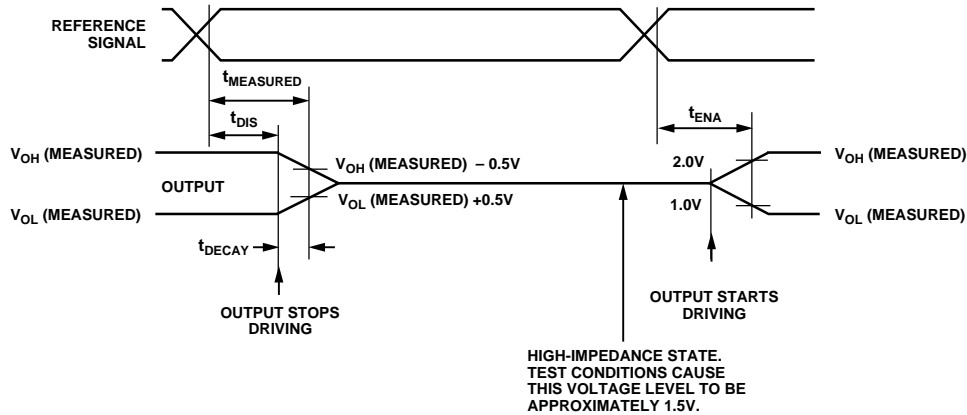 REFERENCE
SIGNAL
tMEASURED
tDIS
tENA
VOH (MEASURED)
VOH (MEASURED) – 0.5V
2.0V
VOH (MEASURED)
OUTPUT
VOL (MEASURED)
VOL (MEASURED) +0.5V
1.0V
VOL (MEASURED)
tDECAY
OUTPUT STOPS
DRIVING
OUTPUT STARTS
DRIVING
HIGH-IMPEDANCE STATE.
TEST CONDITIONS CAUSE
THIS VOLTAGE LEVEL TO BE
APPROXIMATELY 1.5V.